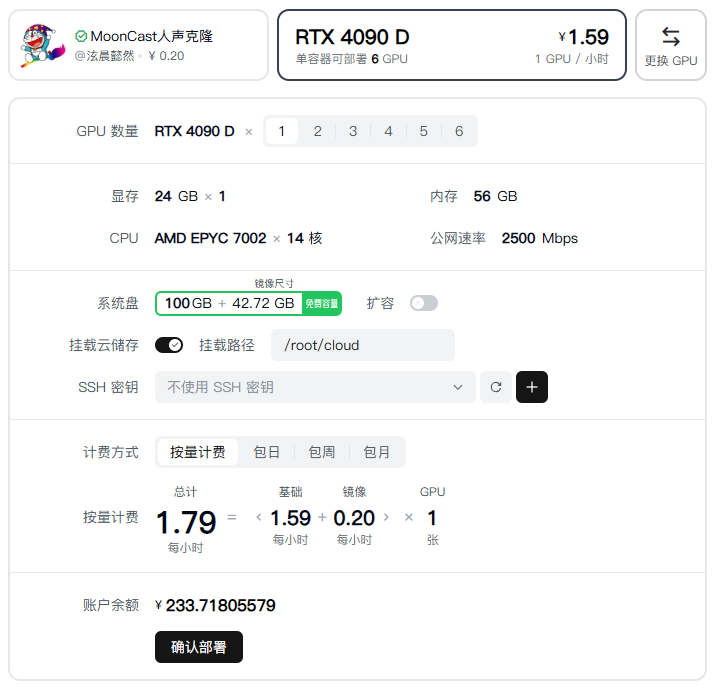 MoonCast人声克隆
@泫晨懿然 · ¥ 0.20
RTX 4090 D
¥1.59
单容器可部署 6 GPU
1 GPU / 小时
更换 GPU
GPU 数量 RTX 4090 D × 1 2 3 4 5 6
显存 24 GB × 1
内存 56 GB
CPU AMD EPYC 7002 × 14 核
公网速率 2500 Mbps
镜像尺寸
系统盘 100GB + 42.72 GB 免费容量 扩容
挂载云储存 挂载路径 /root/cloud
SSH 密钥 不使用 SSH 密钥
计费方式 按量计费 包日 包周 包月
总计 基础 镜像 GPU
按量计费 1.79 = ‹ 1.59 + 0.20 › × 1
每小时 每小时 每小时 张
账户余额 ¥ 233.71805579
确认部署